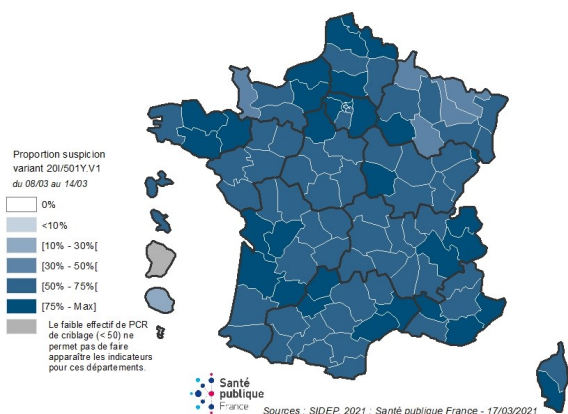 Proportion suspicion
variant 20I/501Y.V1
du 08/03 au 14/03
0%
<10%
[10% - 30%[
[30% - 50%[
[50% - 75%[
[75% - Max]
Le faible effectif de PCR
de criblage (< 50) ne
permet pas de faire
apparaître les indicateurs
pour ces départements.
Santé
publique
France
Sources : SIDEP, 2021 ; Santé publique France - 17/03/2021